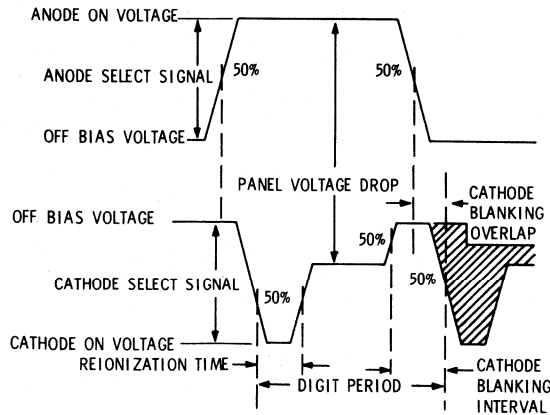 ANODE ON VOLTAGE
ANODE SELECT SIGNAL
50%
50%
OFF BIAS VOLTAGE
PANEL VOLTAGE DROP
CATHODE
BLANKING
OVERLAP
OFF BIAS VOLTAGE
50%
50%
CATHODE SELECT SIGNAL
50%
CATHODE ON VOLTAGE
REIONIZATION TIME
DIGIT PERIOD
CATHODE
BLANKING
INTERVAL